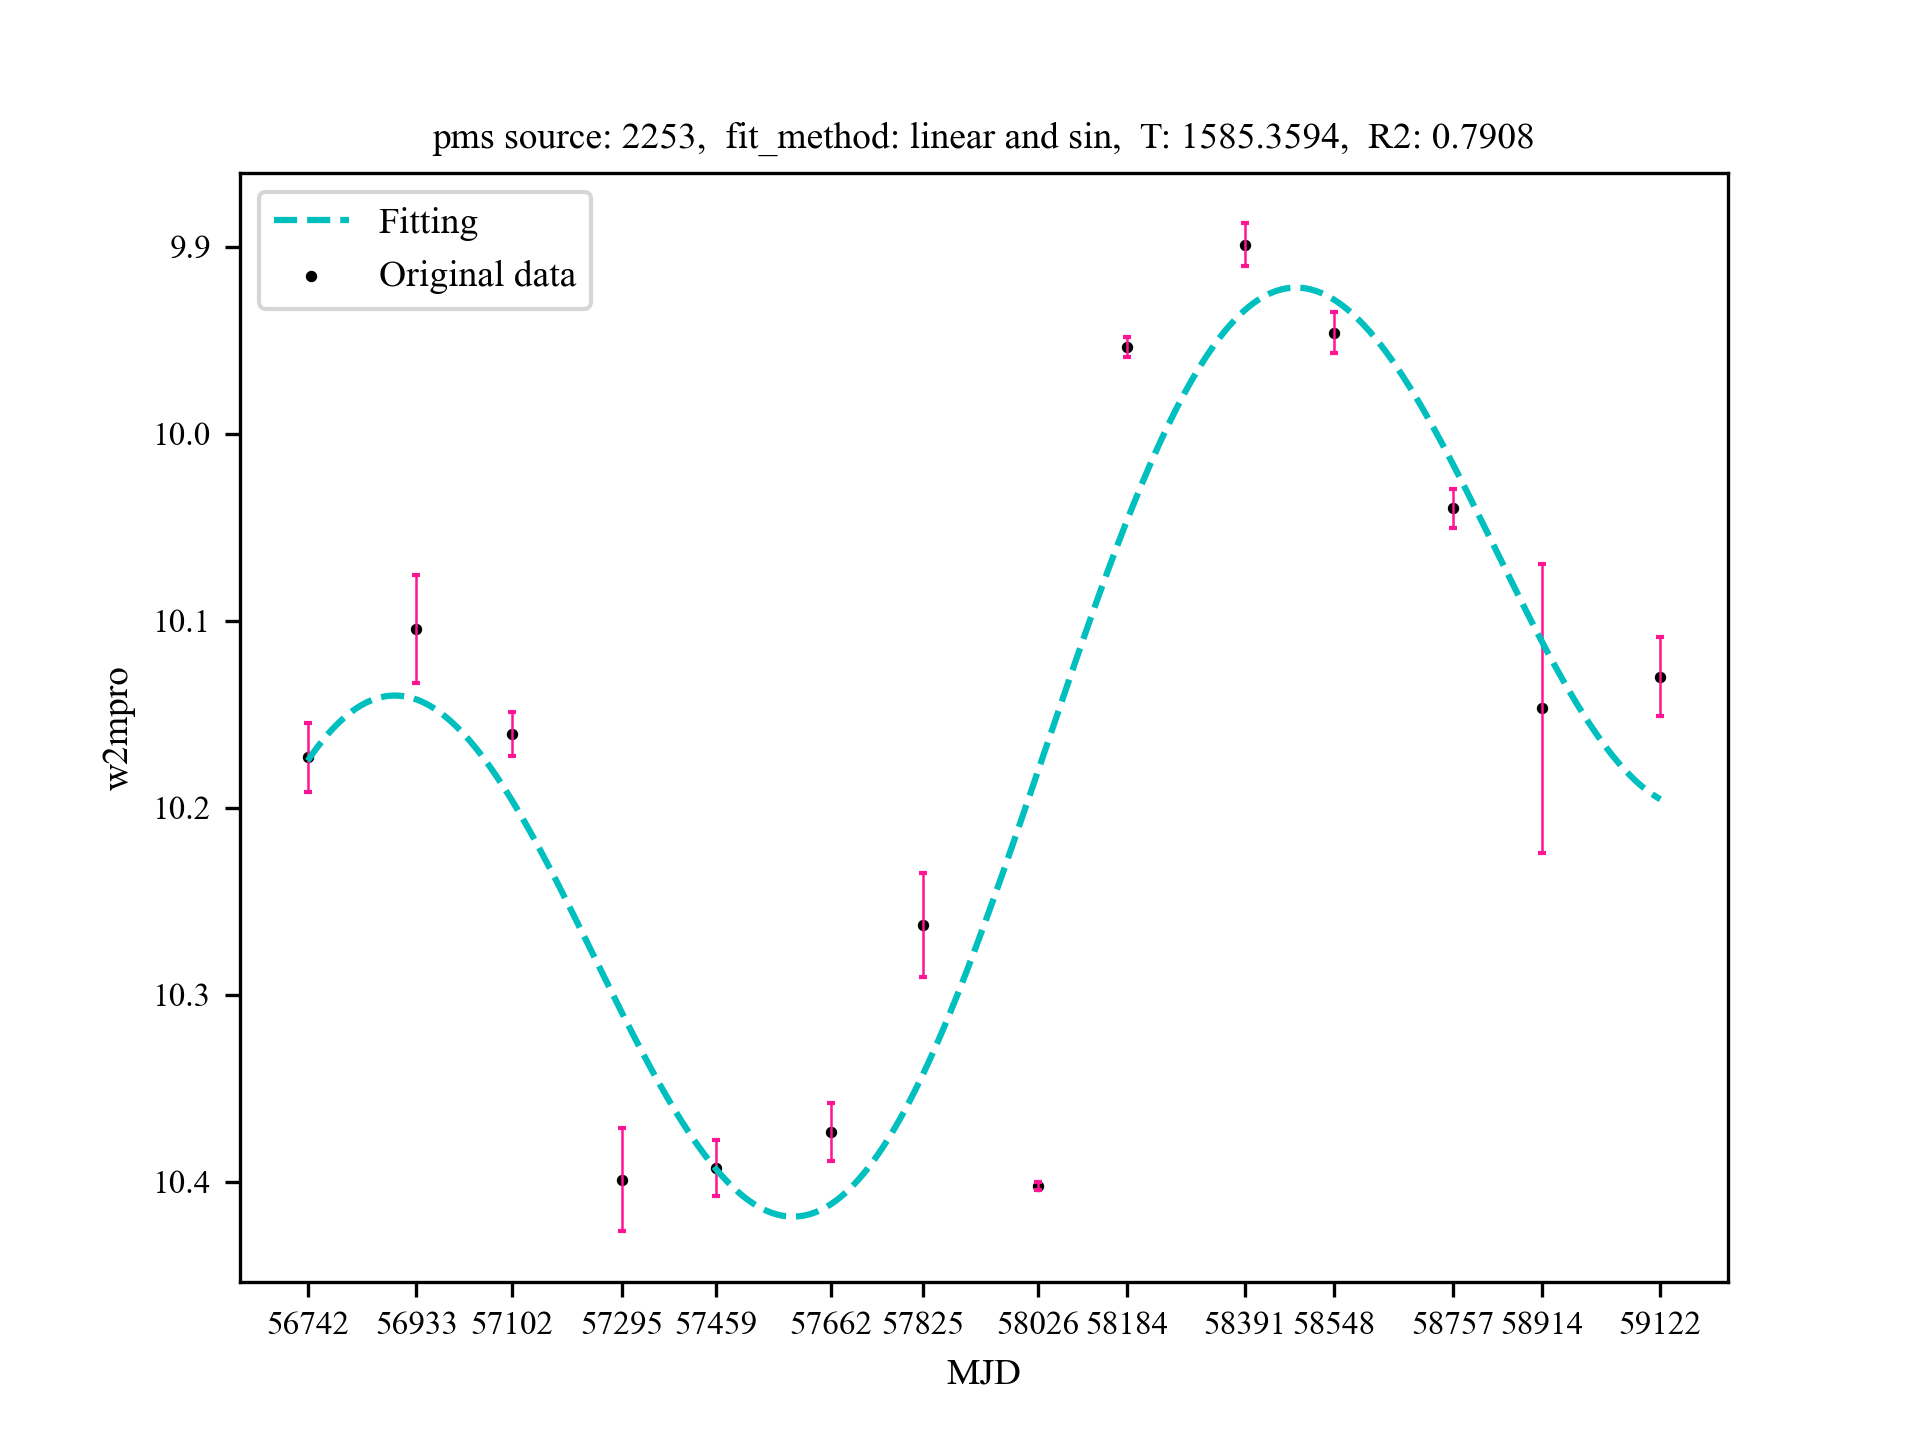 pms source: 2253,  fit_method: linear and sin,  T: 1585.3594,  R2: 0.7908
Fitting
Original data
9.9
10.0
10.1
10.2
10.3
10.4
w2mpro
56742 56933 57102 57295 57459 57662 57825 58026 58184 58391 58548 58757 58914 59122
MJD